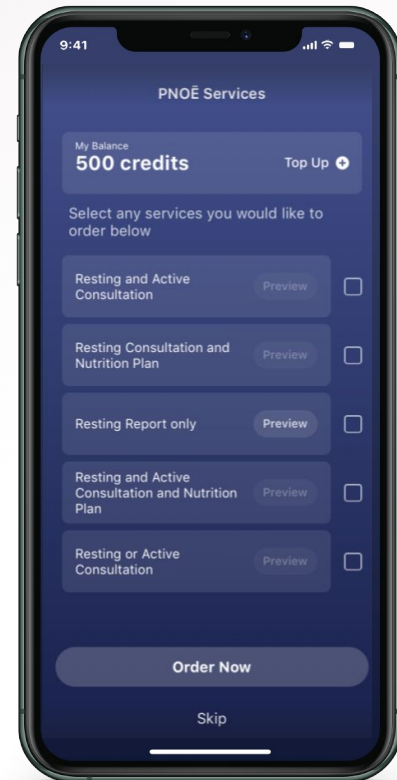 9:41
PNOĒ Services
My Balance
500 credits
Top Up
Select any services you would like to
order below
Resting and Active
Consultation
Preview
Resting Consultation and
Nutrition Plan
Preview
Resting Report only
Preview
Resting and Active
Consultation and Nutrition
Plan
Preview
Resting or Active
Consultation
Preview
Order Now
Skip